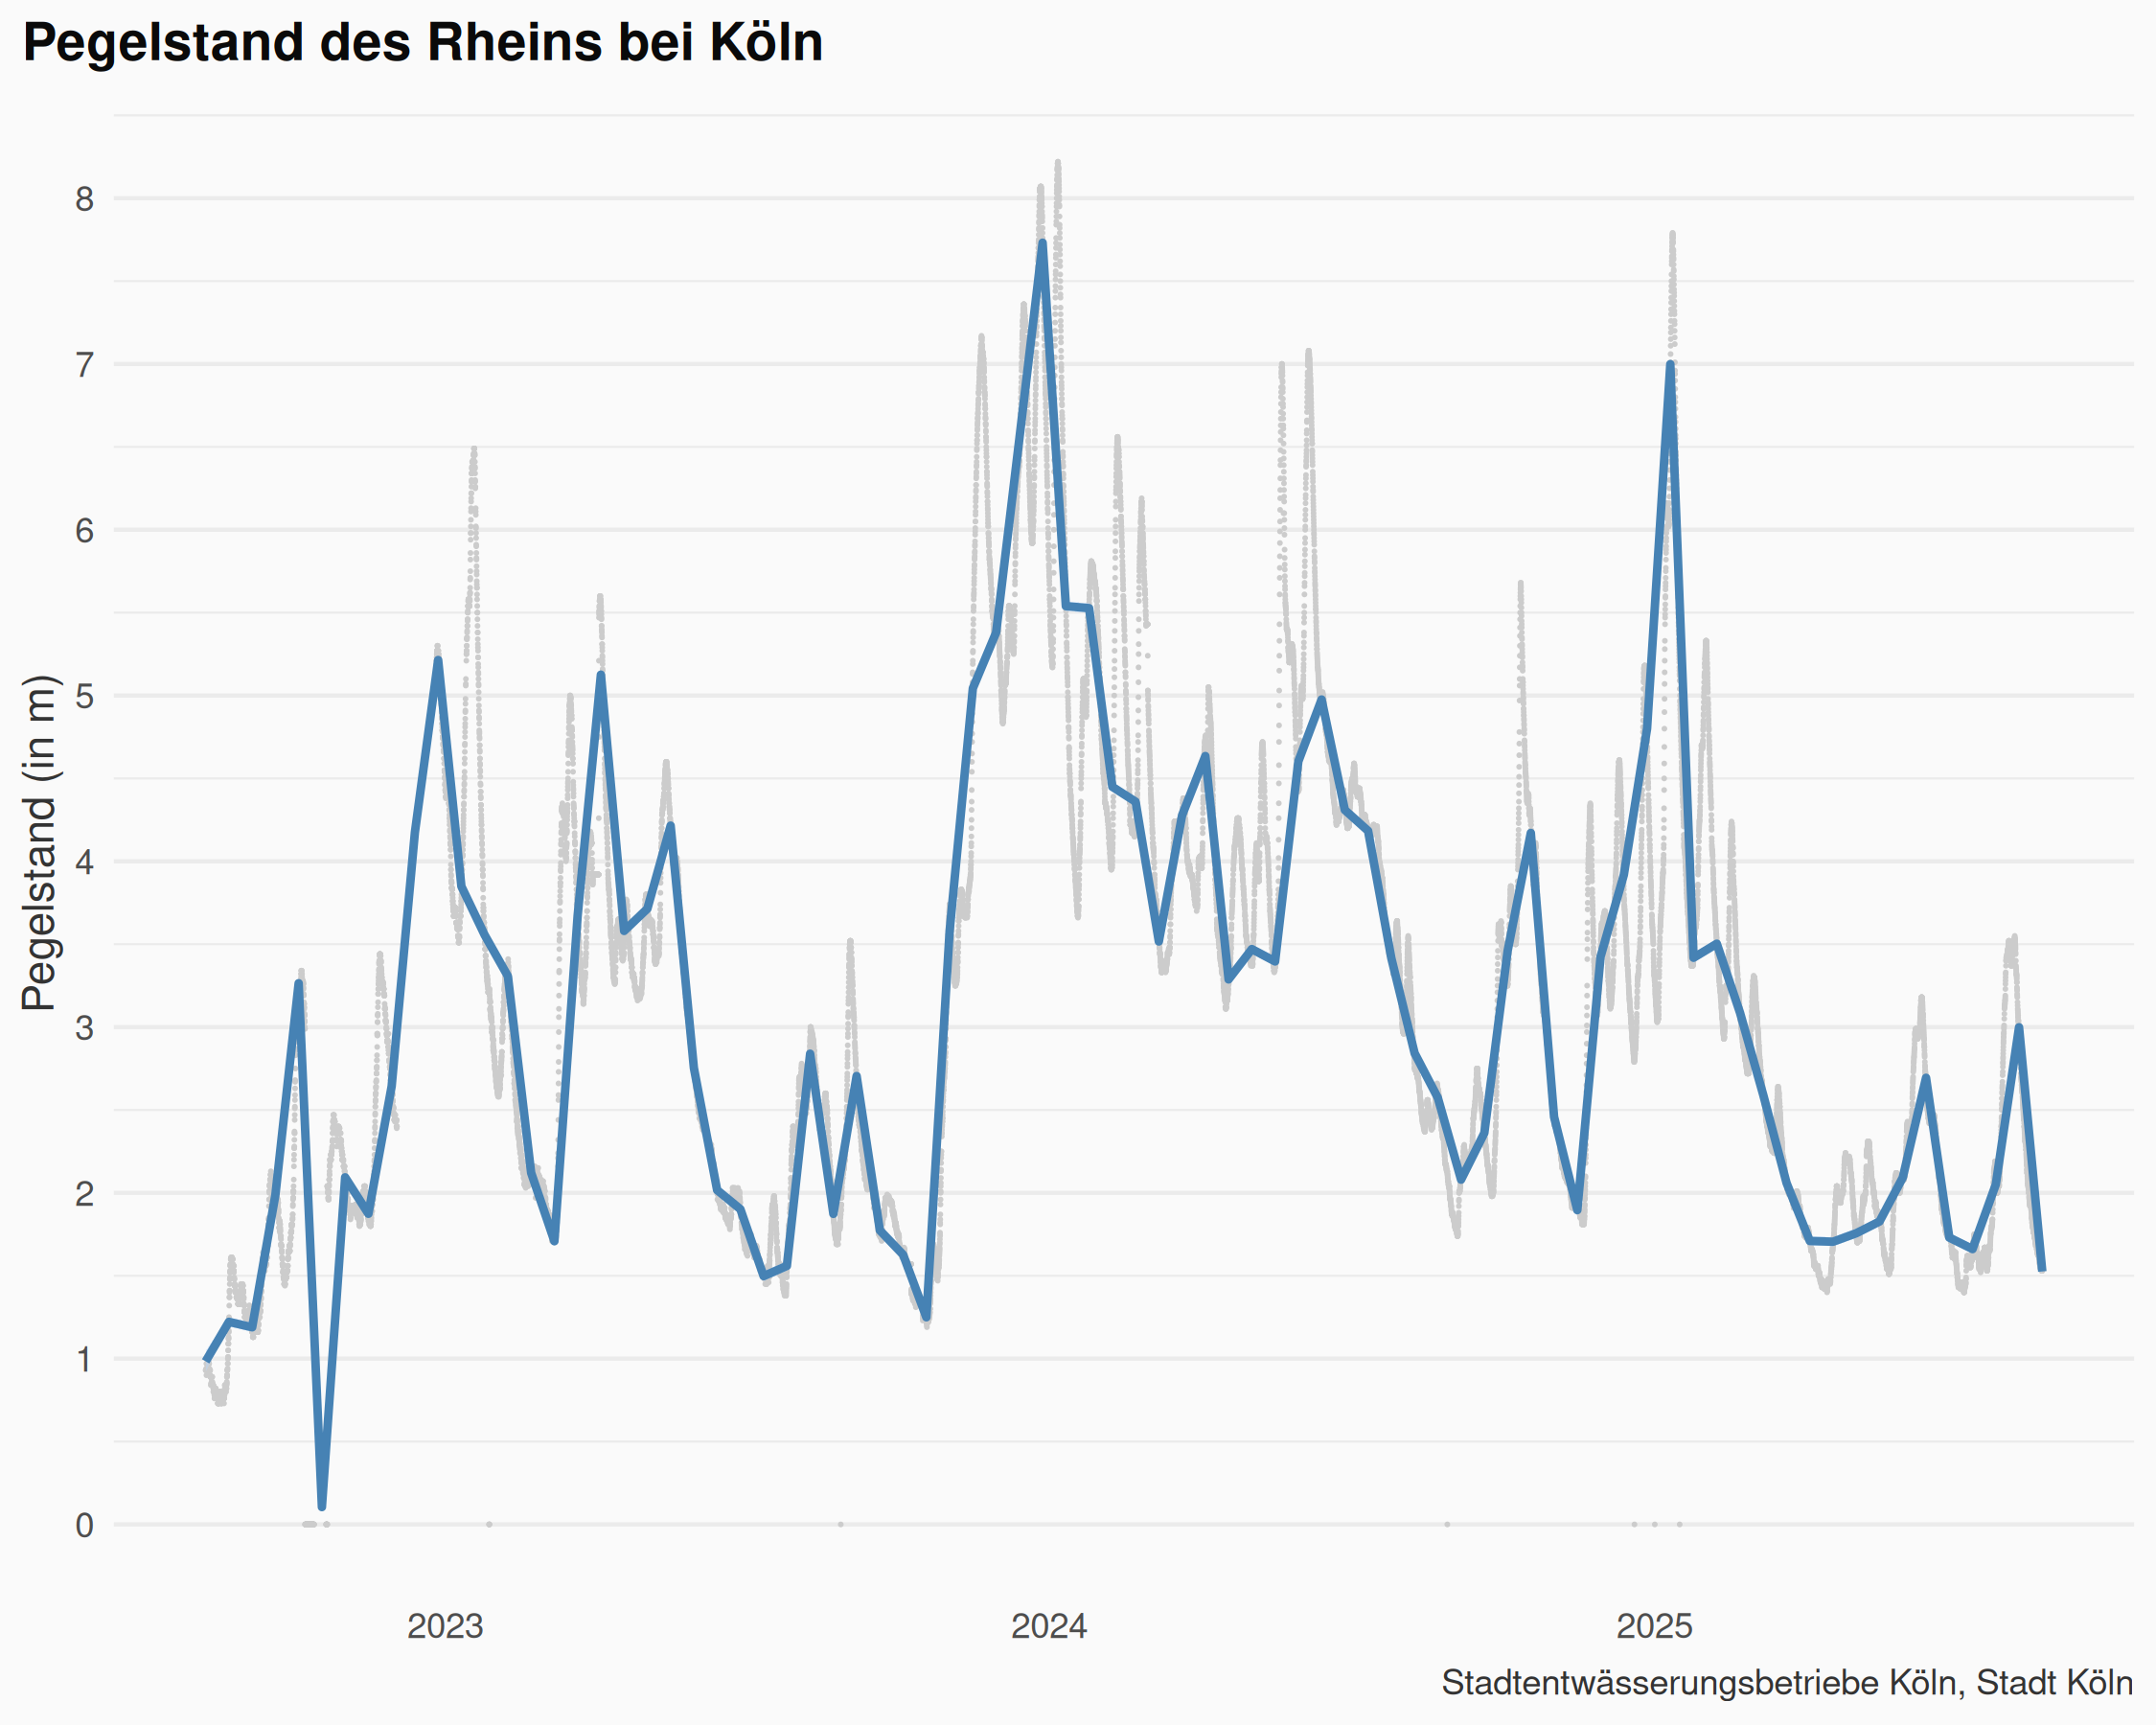 Pegelstand des Rheins bei Köln
Pegelstand (in m)
8
7
6
5
4
3
2
1
0
2023 2024 2025
Stadtentwässerungsbetriebe Köln, Stadt Köln